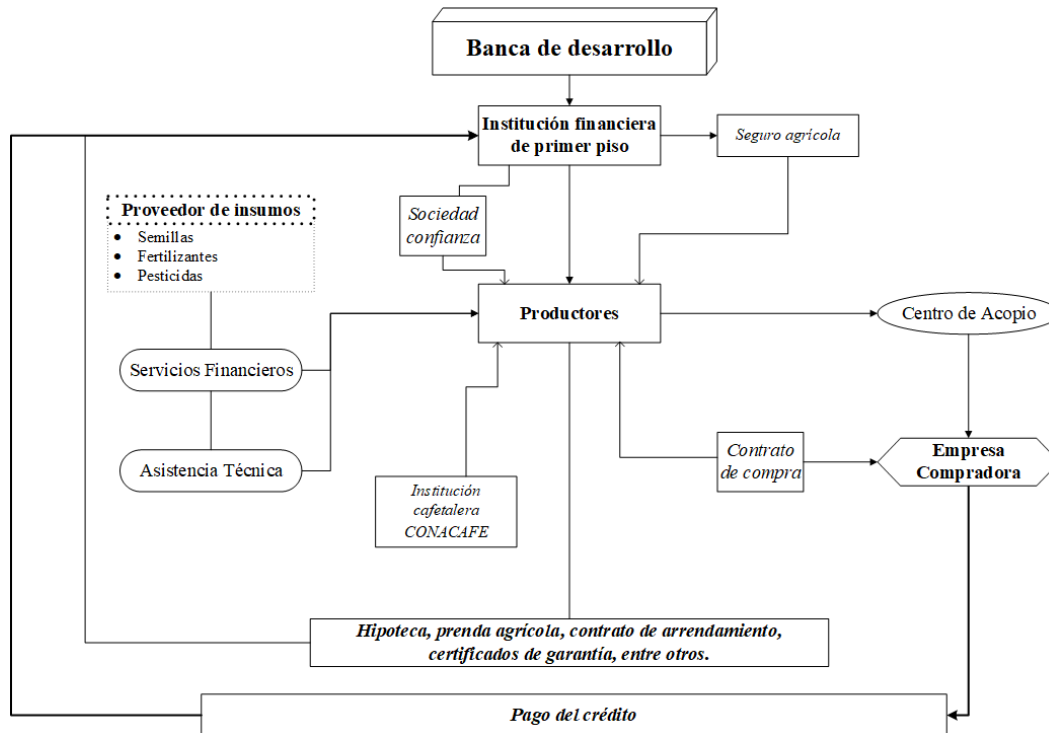 Banca de desarrollo
Institución financiera
de primer piso
Seguro agrícola
Sociedad
confianza
Proveedor de insumos
• Semillas
• Fertilizantes
• Pesticidas
Productores
Centro de Acopio
Servicios Financieros
Asistencia Técnica
Contrato
de compra
Empresa
Compradora
Institución
cafetalera
CONACAFE
Hipoteca, prenda agrícola, contrato de arrendamiento,
certificados de garantía, entre otros.
Pago del crédito